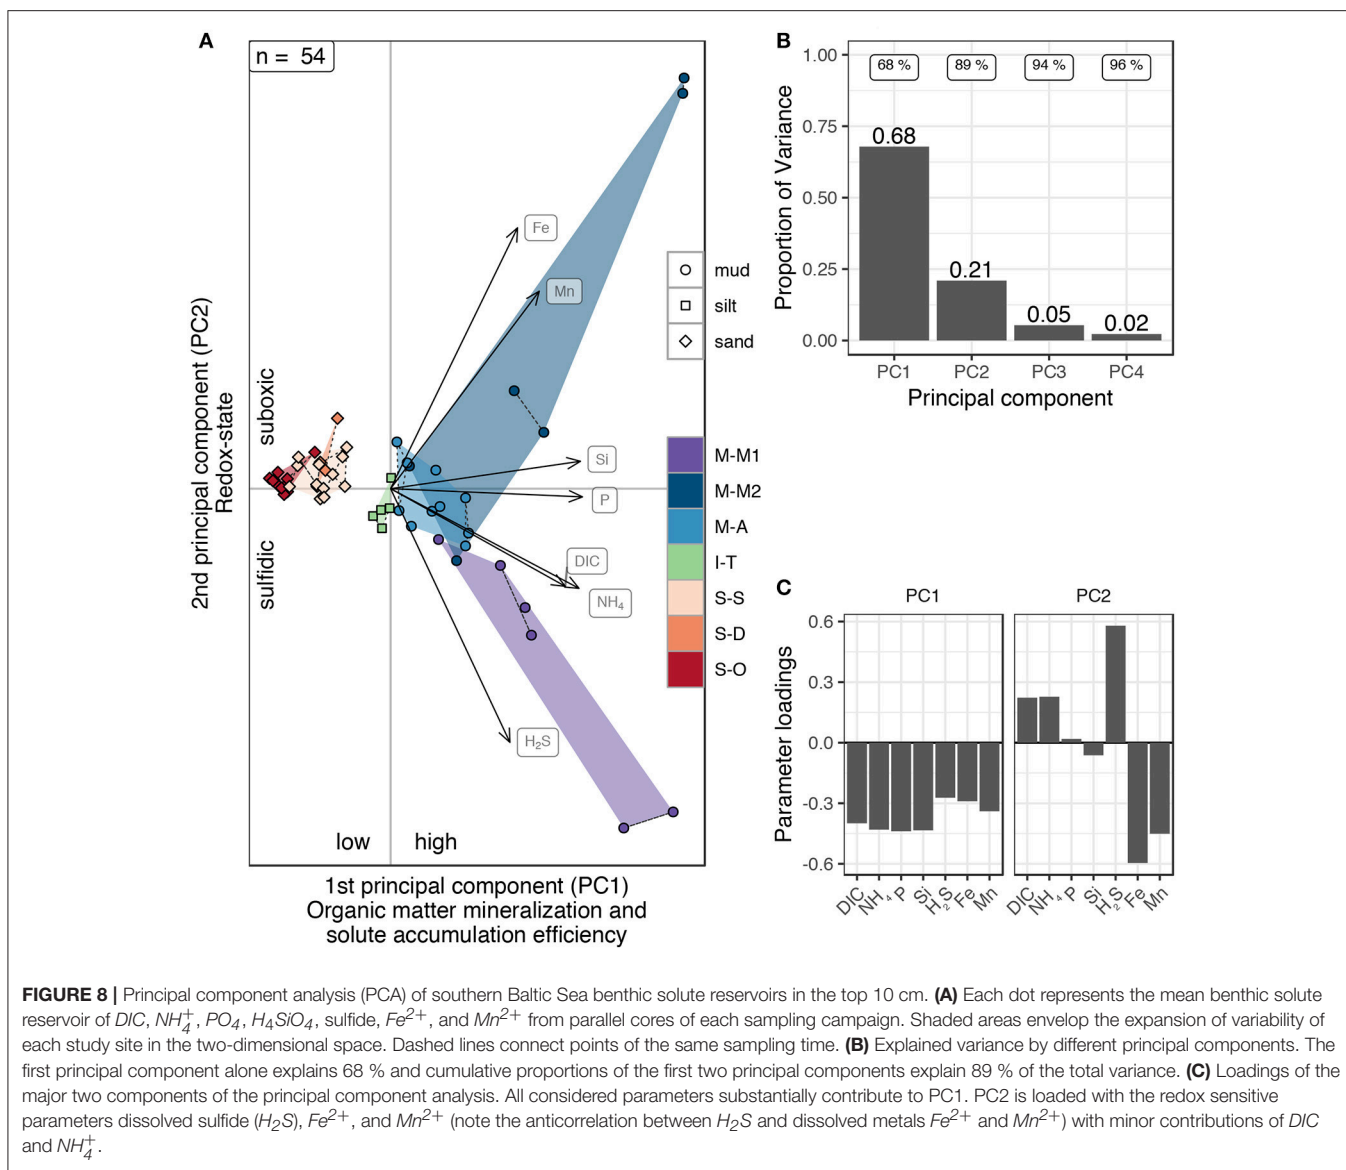 A
n = 54
Fe
Mn
Si
P
DIC
NH₄
H₂S
mud
silt
sand
M-M1
M-M2
M-A
I-T
S-S
S-D
S-O
2nd principal component (PC2)
Redox-state
suboxic
sulfidic
low
high
1st principal component (PC1)
Organic matter mineralization and
solute accumulation efficiency
B
Proportion of Variance
1.00
0.75
0.50
0.25
0.00
68 %
89 %
94 %
96 %
0.68
0.21
0.05
0.02
PC1
PC2
PC3
PC4
Principal component
C
PC1
PC2
Parameter loadings
0.6
0.3
0.0
-0.3
-0.6
DIC
NH₄
P
Si
H₂S
Fe
Mn
DIC
NH₄
P
Si
H₂S
Fe
Mn
FIGURE 8 | Principal component analysis (PCA) of southern Baltic Sea benthic solute reservoirs in the top 10 cm. (A) Each dot represents the mean benthic solute
reservoir of DIC, NH₄⁺, PO₄, H₄SiO₄, sulfide, Fe²⁺, and Mn²⁺ from parallel cores of each sampling campaign. Shaded areas envelop the expansion of variability of
each study site in the two-dimensional space. Dashed lines connect points of the same sampling time. (B) Explained variance by different principal components. The
first principal component alone explains 68 % and cumulative proportions of the first two principal components explain 89 % of the total variance. (C) Loadings of the
major two components of the principal component analysis. All considered parameters substantially contribute to PC1. PC2 is loaded with the redox sensitive
parameters dissolved sulfide (H₂S), Fe²⁺, and Mn²⁺ (note the anticorrelation between H₂S and dissolved metals Fe²⁺ and Mn²⁺) with minor contributions of DIC
and NH₄⁺.